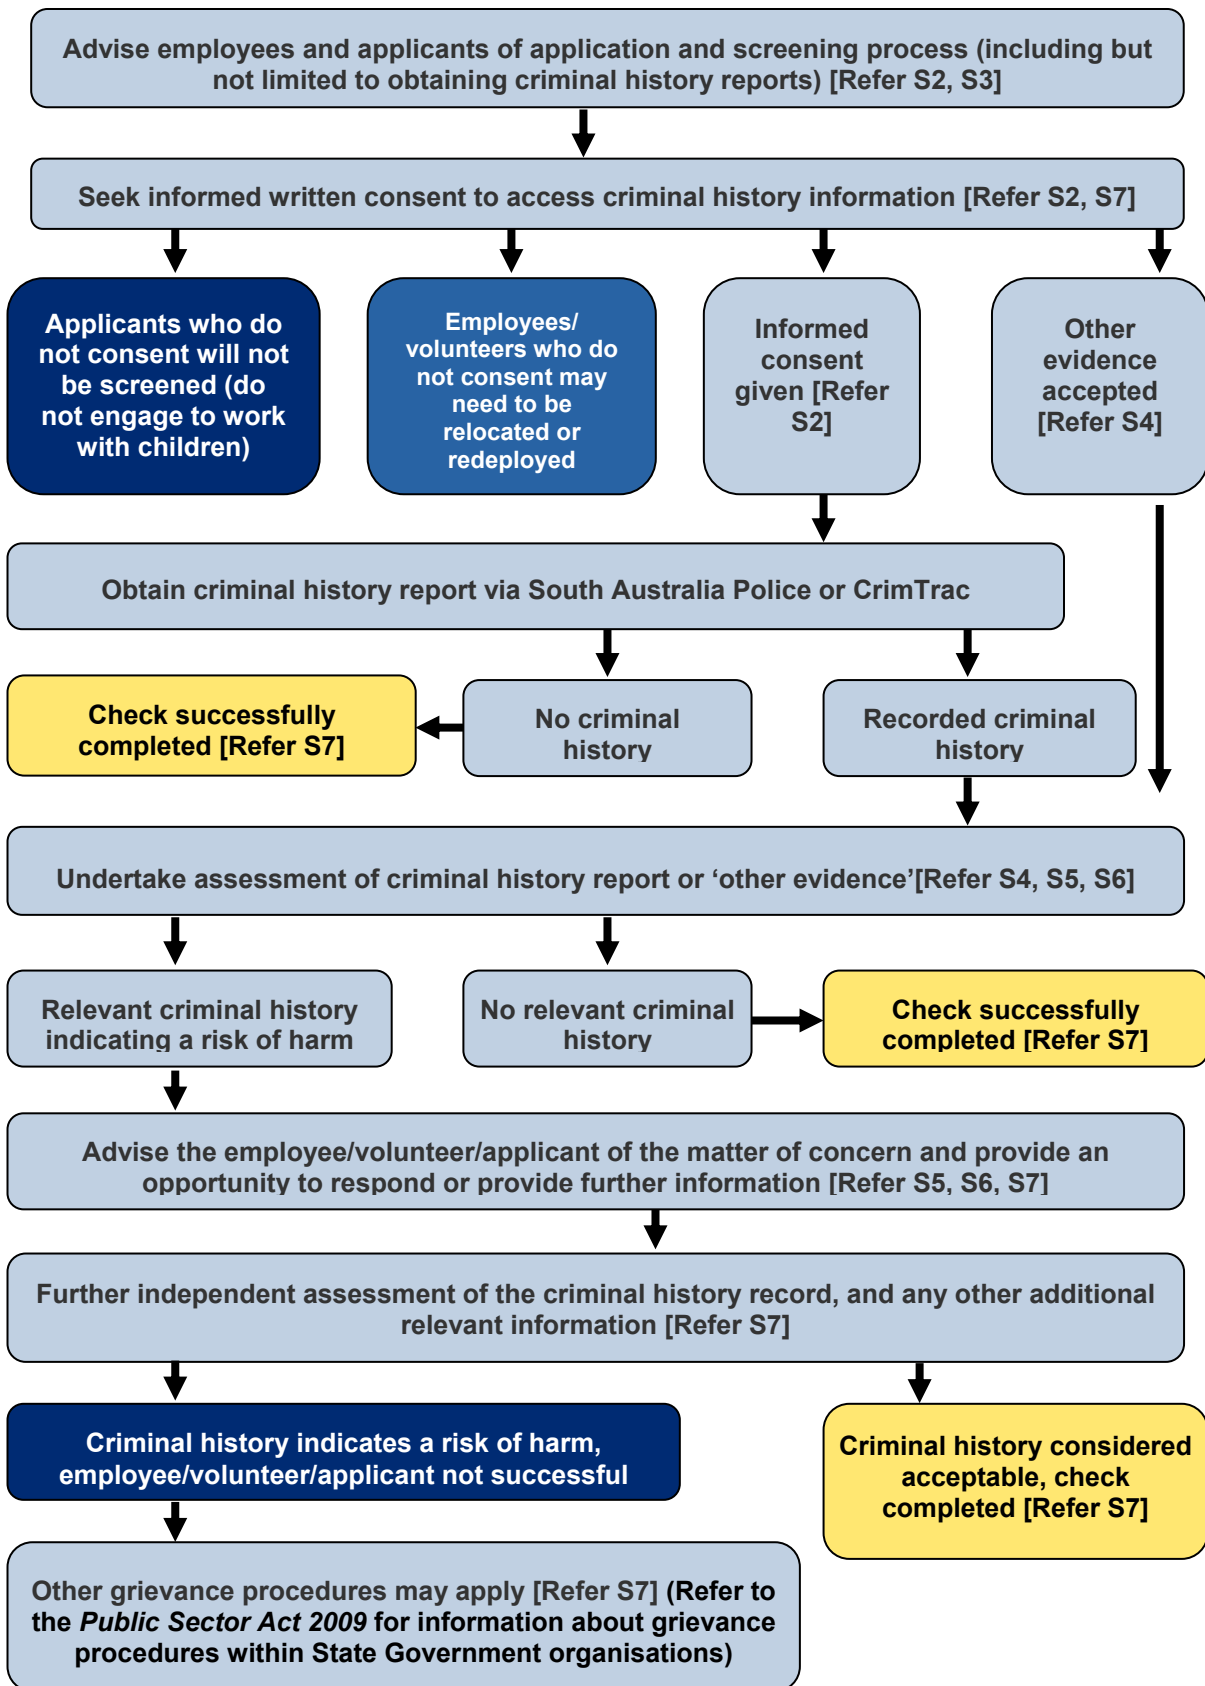 Advise employees and applicants of application and screening process (including but
not limited to obtaining criminal history reports) [Refer S2, S3]
Seek informed written consent to access criminal history information [Refer S2, S7]
Applicants who do
not consent will not
be screened (do
not engage to work
with children)
Employees/
volunteers who do
not consent may
need to be
relocated or
redeployed
Informed
consent
given [Refer
S2]
Other
evidence
accepted
[Refer S4]
Obtain criminal history report via South Australia Police or CrimTrac
Check successfully
completed [Refer S7]
No criminal
history
Recorded criminal
history
Undertake assessment of criminal history report or ‘other evidence’[Refer S4, S5, S6]
Relevant criminal history
indicating a risk of harm
No relevant criminal
history
Check successfully
completed [Refer S7]
Advise the employee/volunteer/applicant of the matter of concern and provide an
opportunity to respond or provide further information [Refer S5, S6, S7]
Further independent assessment of the criminal history record, and any other additional
relevant information [Refer S7]
Criminal history indicates a risk of harm,
employee/volunteer/applicant not successful
Criminal history considered
acceptable, check
completed [Refer S7]
Other grievance procedures may apply [Refer S7] (Refer to
the Public Sector Act 2009 for information about grievance
procedures within State Government organisations)